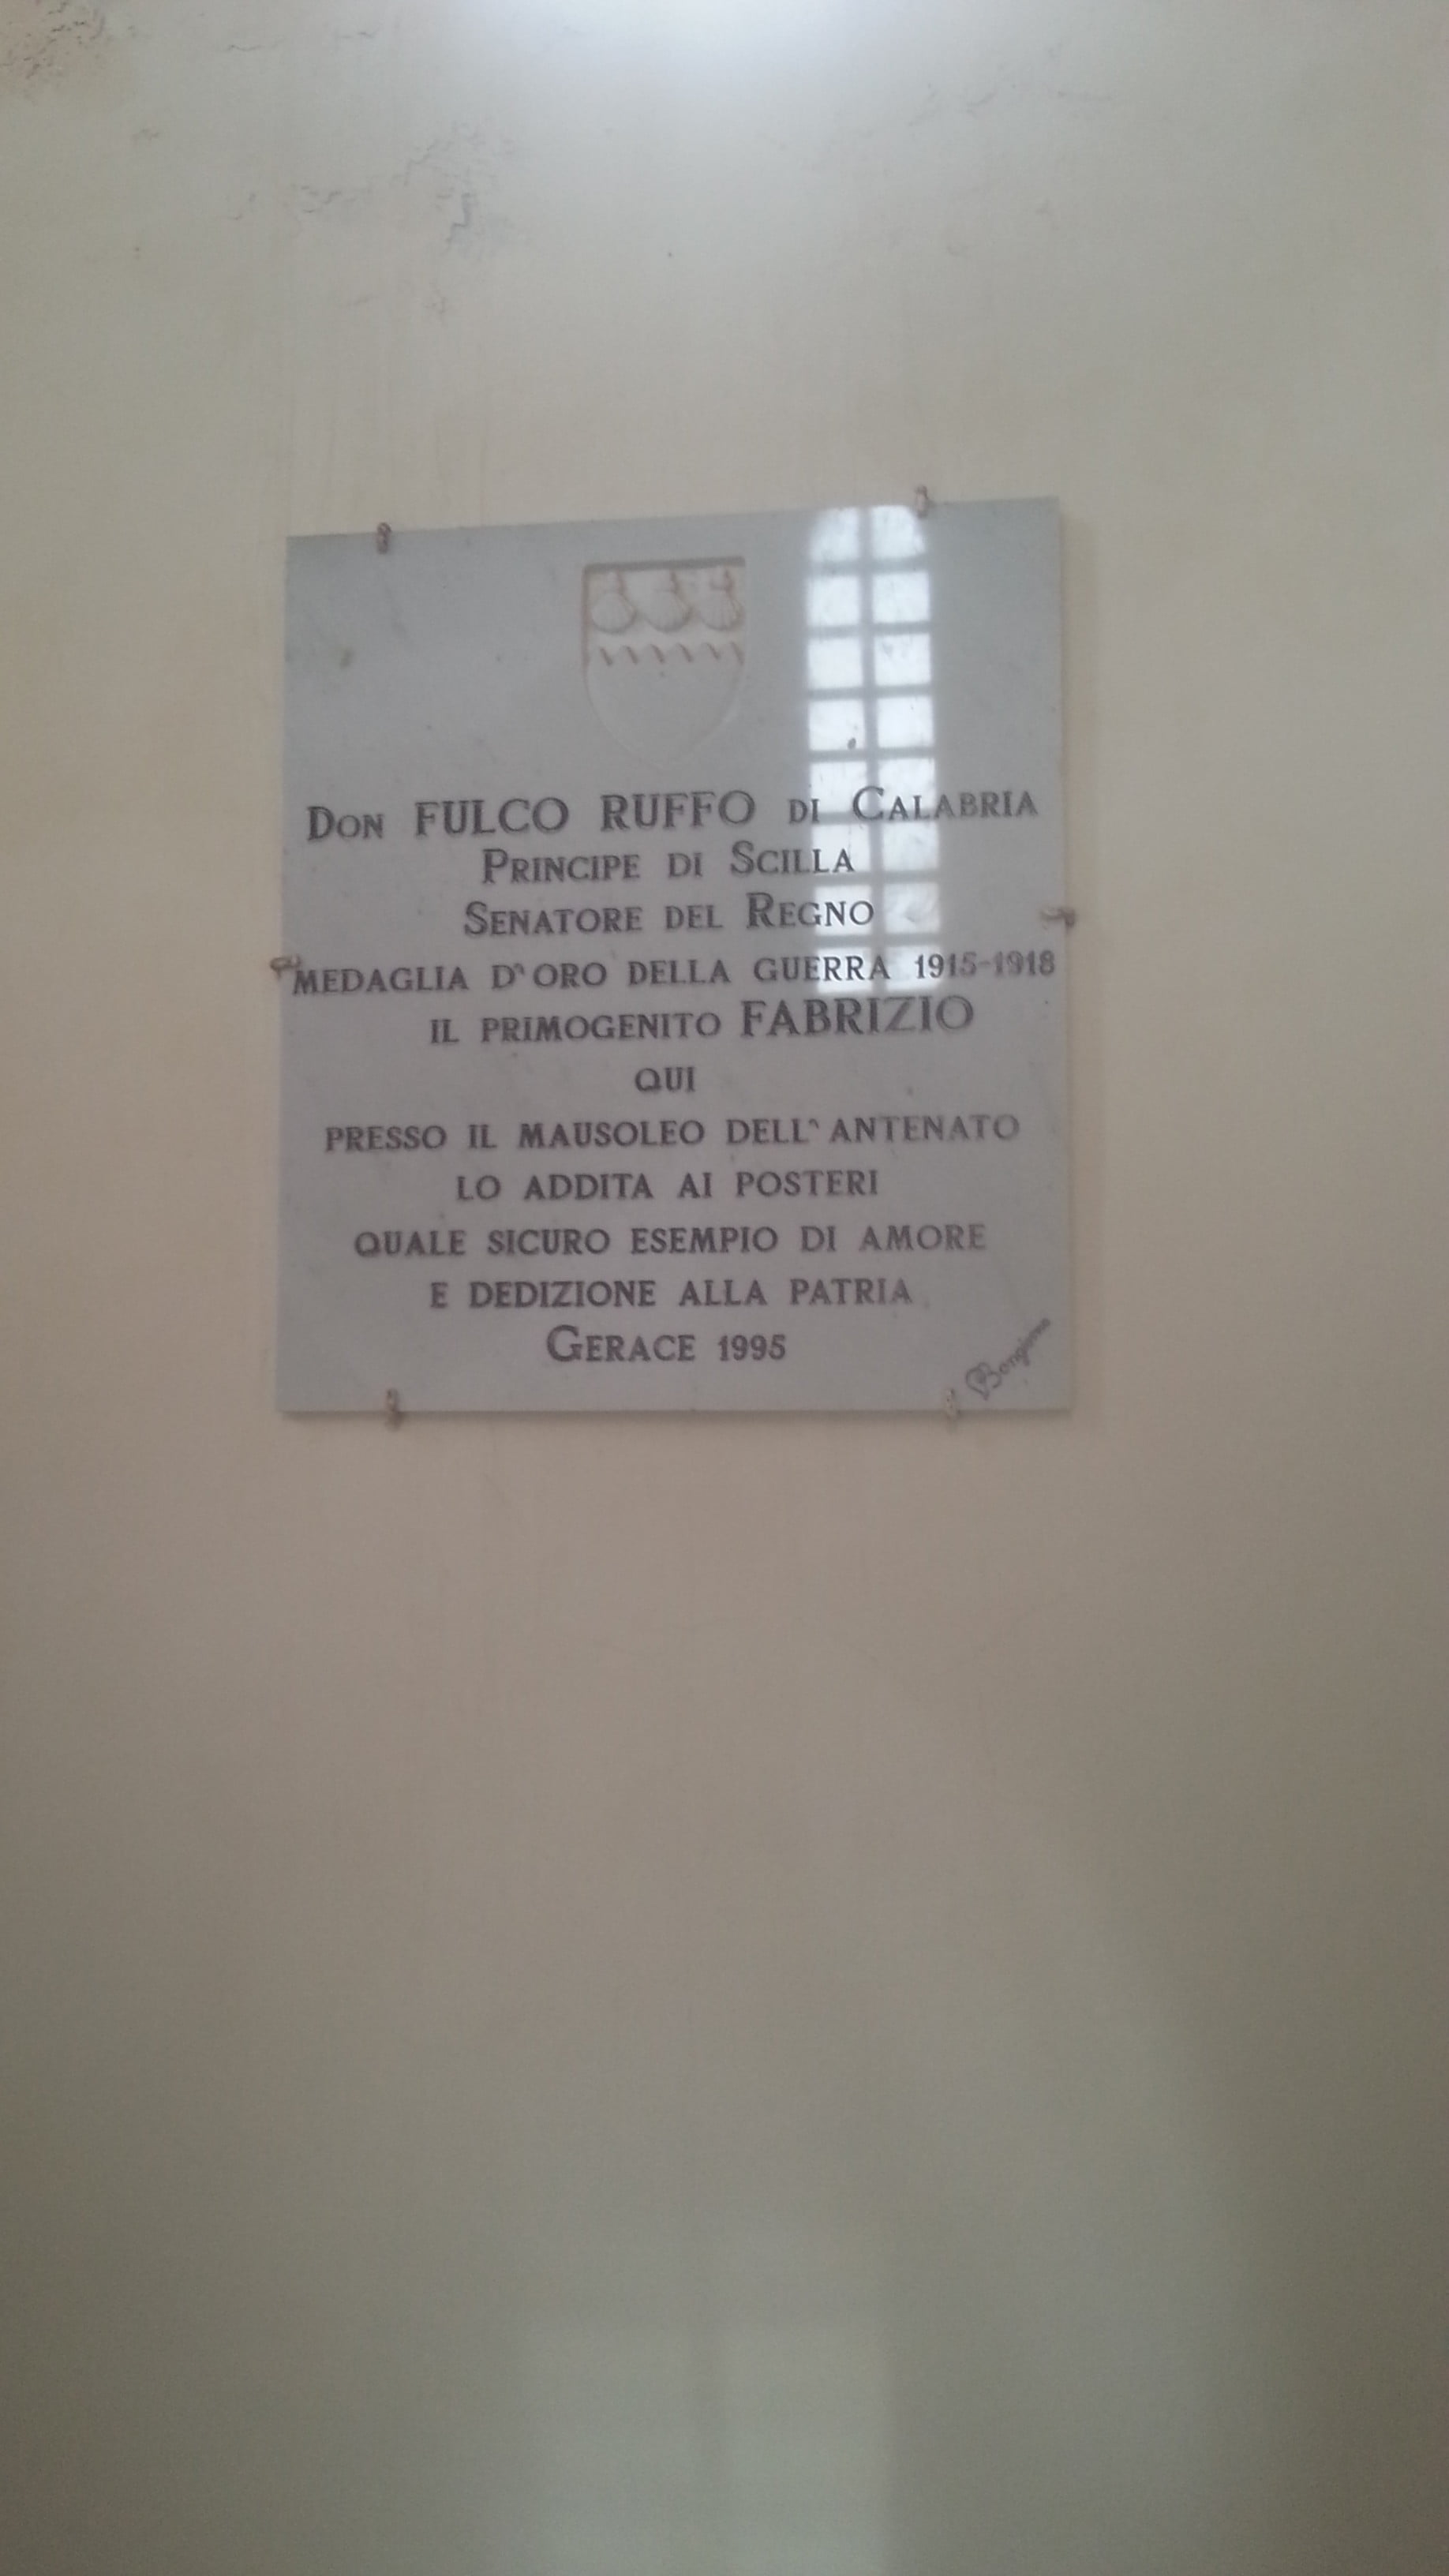 DON FULCO RUFFO DI CALABRIA
PRINCIPE DI SCILLA
SENATORE DEL REGNO
MEDAGLIA D'ORO DELLA GUERRA 1915-1918
IL PRIMOGENITO FABRIZIO
QUI
PRESSO IL MAUSOLEO DELL'ANTENATO
LO ADDITA AI POSTERI
QUALE SICURO ESEMPIO DI AMORE
E DEDIZIONE ALLA PATRIA
GERACE 1995